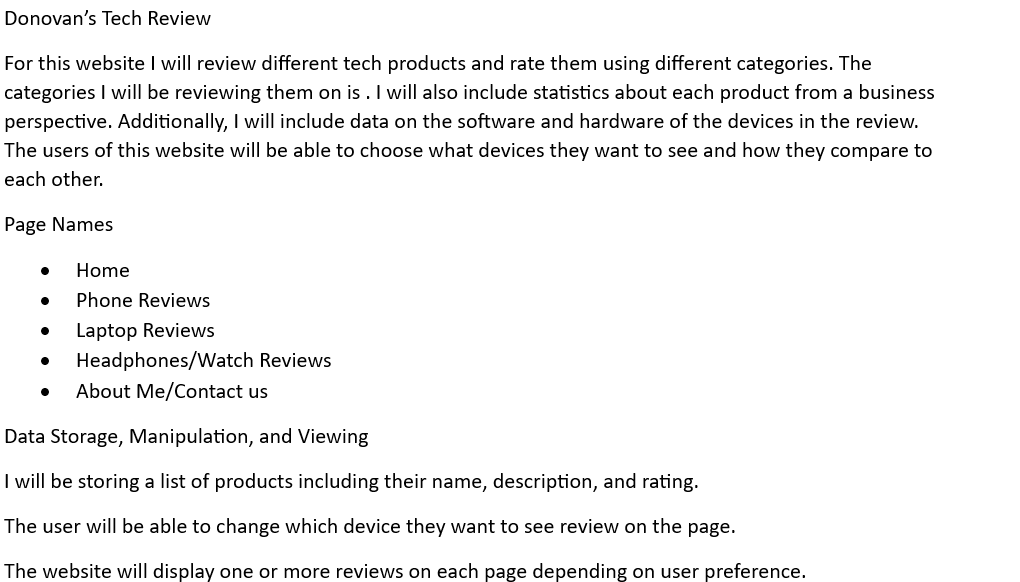 Donovan’s Tech Review
For this website I will review different tech products and rate them using different categories. The
categories I will be reviewing them on is . I will also include statistics about each product from a business
perspective. Additionally, I will include data on the software and hardware of the devices in the review.
The users of this website will be able to choose what devices they want to see and how they compare to
each other.
Page Names
• Home
• Phone Reviews
• Laptop Reviews
• Headphones/Watch Reviews
• About Me/Contact us
Data Storage, Manipulation, and Viewing
I will be storing a list of products including their name, description, and rating.
The user will be able to change which device they want to see review on the page.
The website will display one or more reviews on each page depending on user preference.